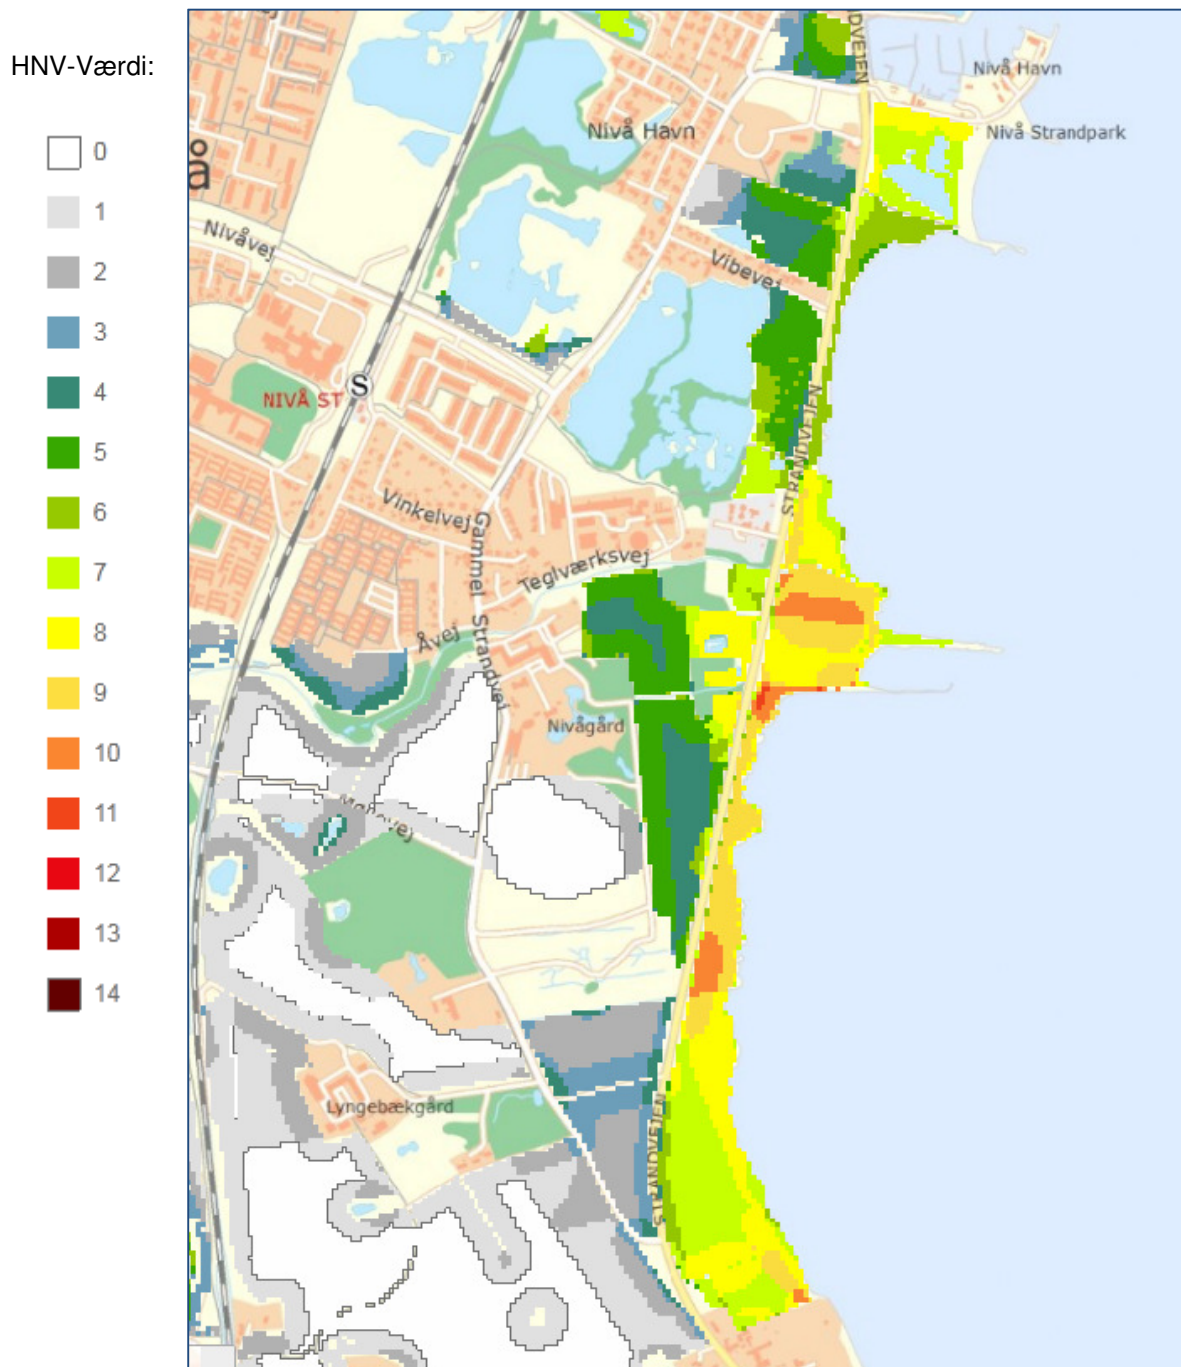 HNV-Værdi:
0
1
2
3
4
5
6
7
8
9
10
11
12
13
14
DVEJEN
Nivå Havn
Nivå Havn
Nivå Strandpark
å
Nivåvej
Vibevej
S
NIVÅ ST
STRANDVEJEN
Vinkelvej
Gammel Strandvej
Teglværksvej
Åvej
Nivågård
Lyngebækgård
STRANDVEJEN